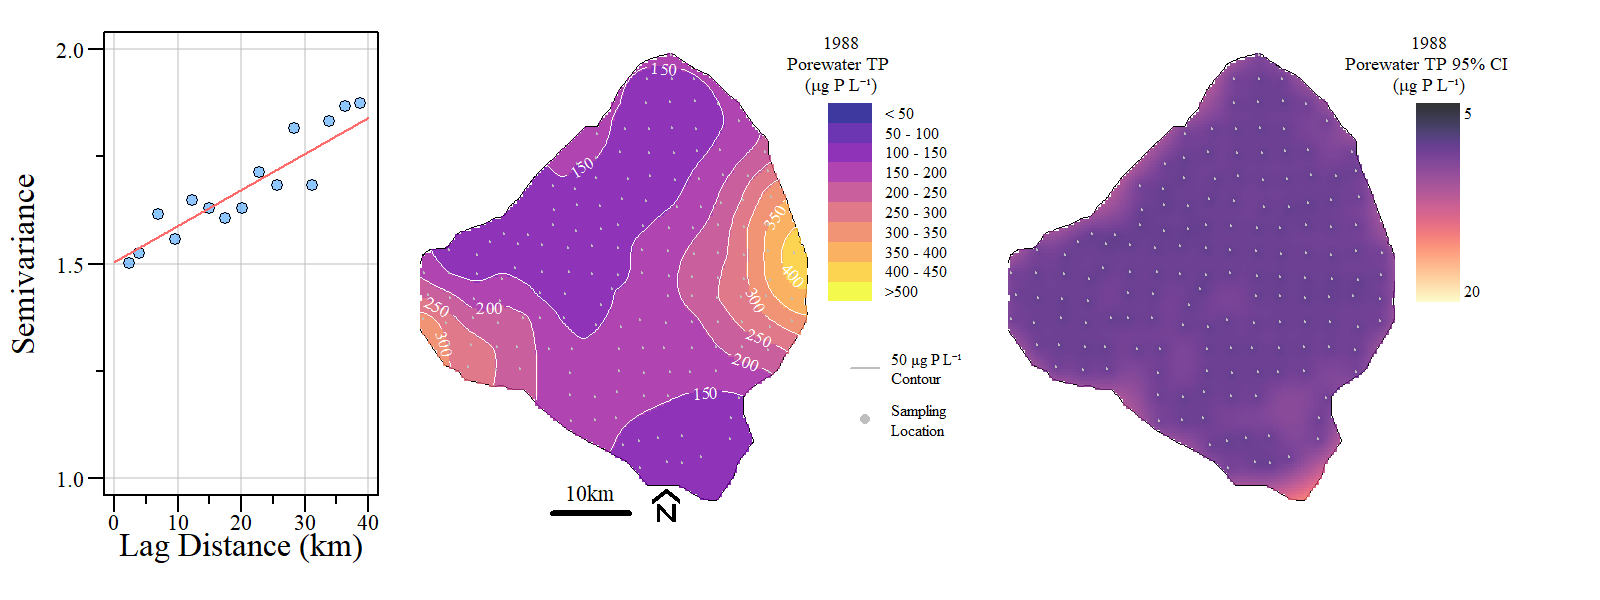 2.0
1.5
1.0
Semivariance
0 10 20 30 40
Lag Distance (km)
150
150
200
250
300
350
400
300
250
200
150
10km
N
1988
Porewater TP
(µg P L⁻¹)
< 50
50 - 100
100 - 150
150 - 200
200 - 250
250 - 300
300 - 350
350 - 400
400 - 450
>500
50 µg P L⁻¹
Contour
Sampling
Location
1988
Porewater TP 95% CI
(µg P L⁻¹)
5
20